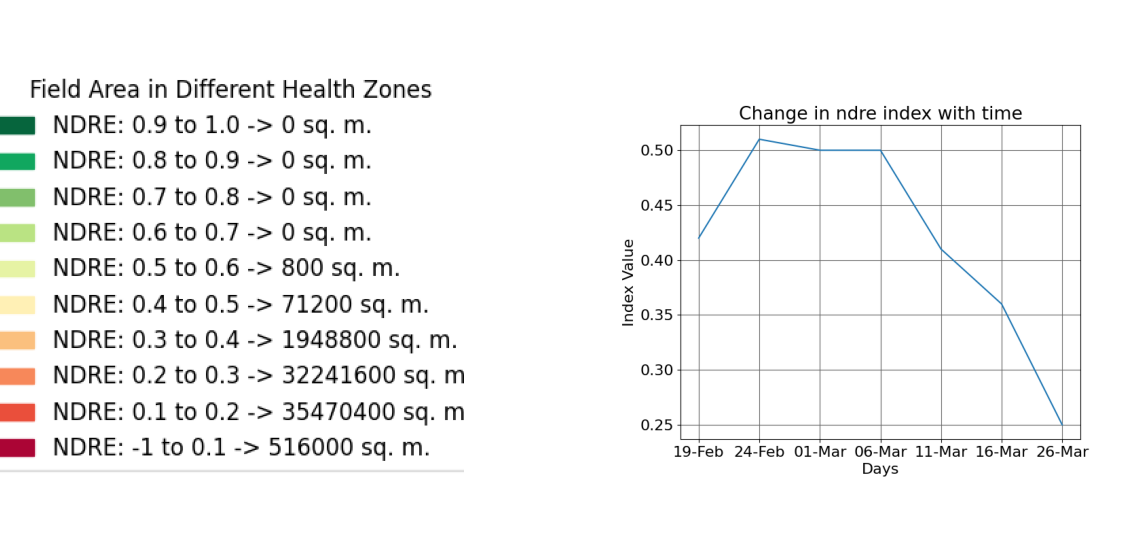 Field Area in Different Health Zones
NDRE: 0.9 to 1.0 -> 0 sq. m.
NDRE: 0.8 to 0.9 -> 0 sq. m.
NDRE: 0.7 to 0.8 -> 0 sq. m.
NDRE: 0.6 to 0.7 -> 0 sq. m.
NDRE: 0.5 to 0.6 -> 800 sq. m.
NDRE: 0.4 to 0.5 -> 71200 sq. m.
NDRE: 0.3 to 0.4 -> 1948800 sq. m.
NDRE: 0.2 to 0.3 -> 32241600 sq. m
NDRE: 0.1 to 0.2 -> 35470400 sq. m
NDRE: -1 to 0.1 -> 516000 sq. m.
Change in ndre index with time
Index Value
0.50
0.45
0.40
0.35
0.30
0.25
19-Feb 24-Feb 01-Mar 06-Mar 11-Mar 16-Mar 26-Mar
Days